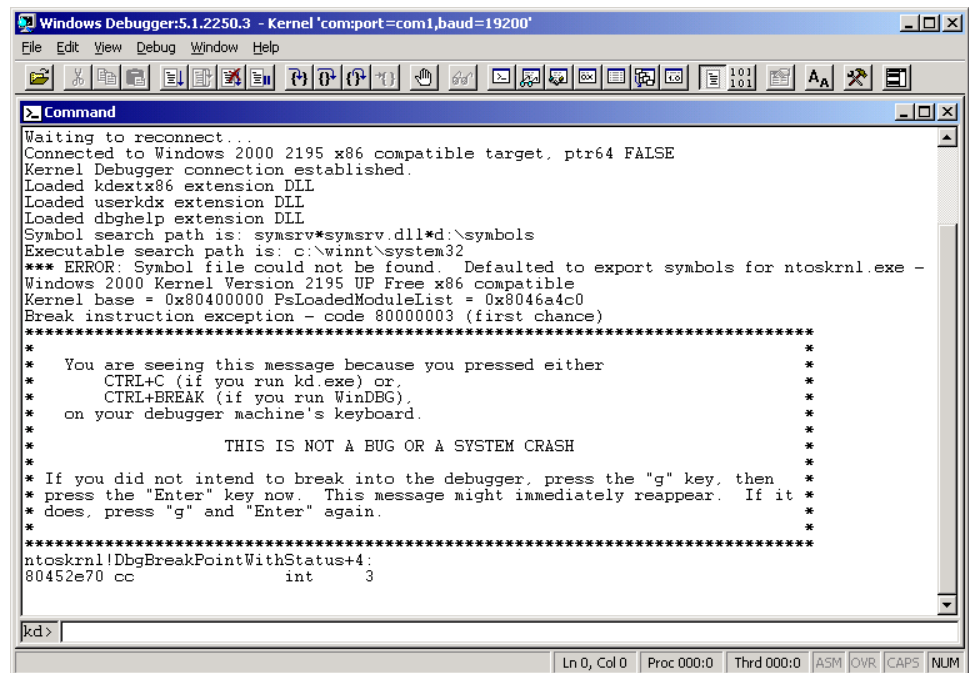 Windows Debugger:5.1.2250.3 - Kernel 'com:port=com1,baud=19200'
File Edit View Debug Window Help
101
101
AA
Command
Waiting to reconnect...
Connected to Windows 2000 2195 x86 compatible target, ptr64 FALSE
Kernel Debugger connection established.
Loaded kdextx86 extension DLL
Loaded userkdx extension DLL
Loaded dbghelp extension DLL
Symbol search path is: symsrv*symsrv.dll*d:\symbols
Executable search path is: c:\winnt\system32
*** ERROR: Symbol file could not be found.  Defaulted to export symbols for ntoskrnl.exe -
Windows 2000 Kernel Version 2195 UP Free x86 compatible
Kernel base = 0x80400000 PsLoadedModuleList = 0x8046a4c0
Break instruction exception - code 80000003 (first chance)
*******************************************************************************
*                                                                             *
*   You are seeing this message because you pressed either                    *
*       CTRL+C (if you run kd.exe) or,                                        *
*       CTRL+BREAK (if you run WinDBG),                                       *
*   on your debugger machine's keyboard.                                      *
*                                                                             *
*                   THIS IS NOT A BUG OR A SYSTEM CRASH                       *
*                                                                             *
* If you did not intend to break into the debugger, press the "g" key, then   *
* press the "Enter" key now.  This message might immediately reappear.  If it *
* does, press "g" and "Enter" again.                                          *
*                                                                             *
*******************************************************************************
ntoskrnl!DbgBreakPointWithStatus+4:
80452e70 cc               int     3
kd>
Ln 0, Col 0 Proc 000:0 Thrd 000:0 ASM OVR CAPS NUM